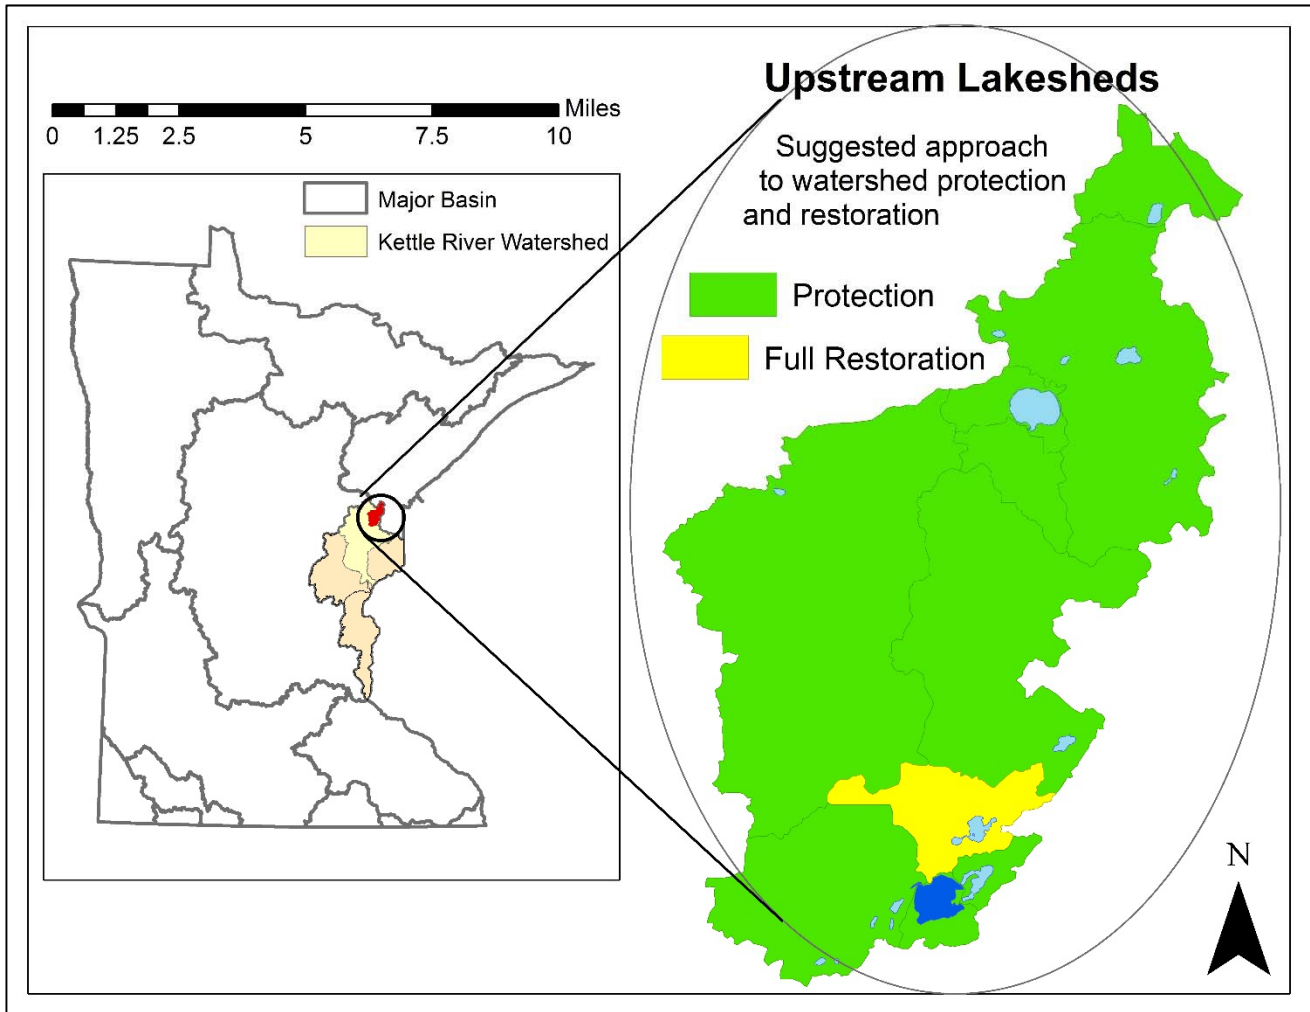 Upstream Lakesheds
Miles
0 1.25 2.5 5 7.5 10
Suggested approach
to watershed protection
and restoration
Major Basin
Kettle River Watershed
Protection
Full Restoration
N